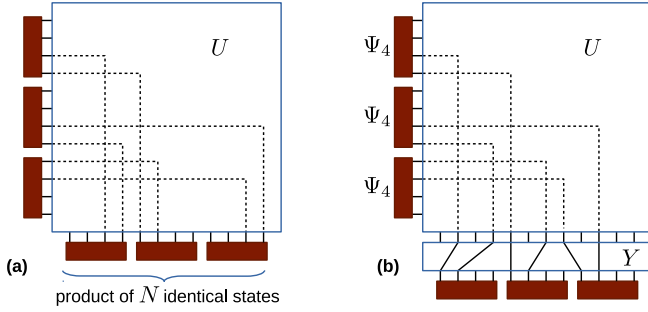 U
(a)
product of N identical states
Ψ₄
Ψ₄
Ψ₄
U
Y
(b)